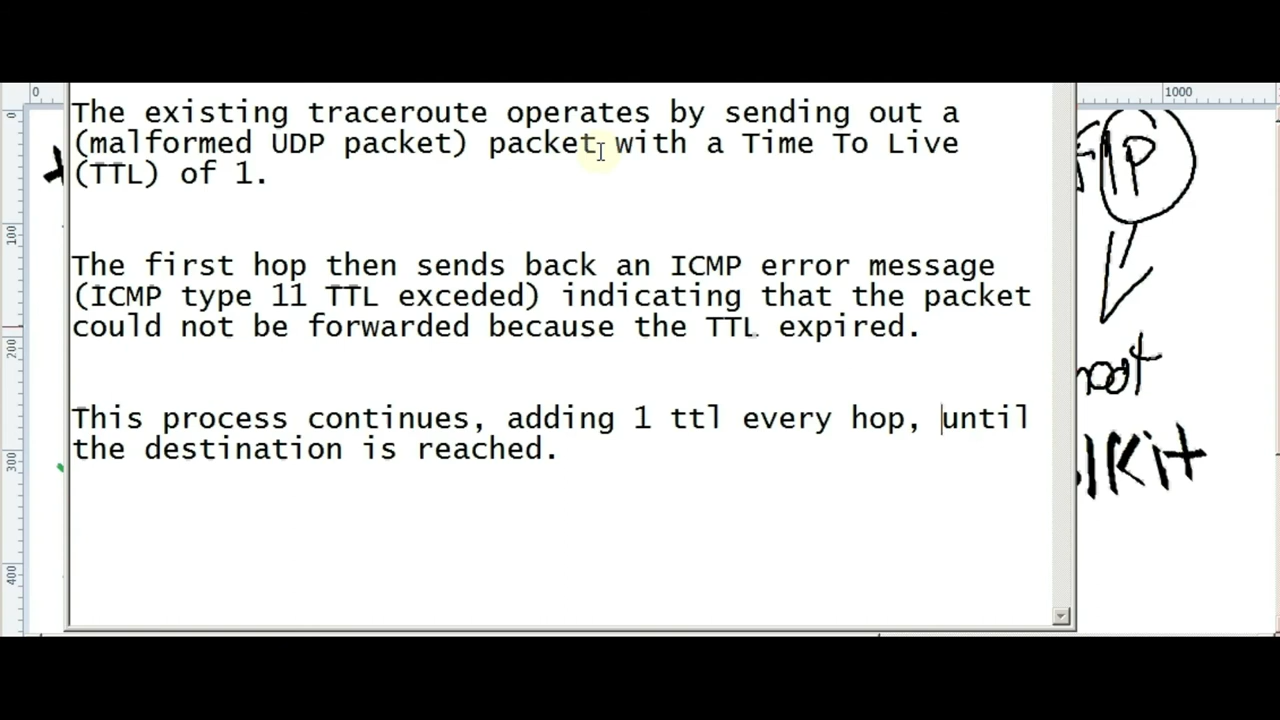 0
1000
The existing traceroute operates by sending out a
(malformed UDP packet) packet with a Time To Live
(TTL) of 1.
The first hop then sends back an ICMP error message
(ICMP type 11 TTL exceded) indicating that the packet
could not be forwarded because the TTL expired.
This process continues, adding 1 ttl every hop, until
the destination is reached.
0
100
200
300
400
IP
Kit